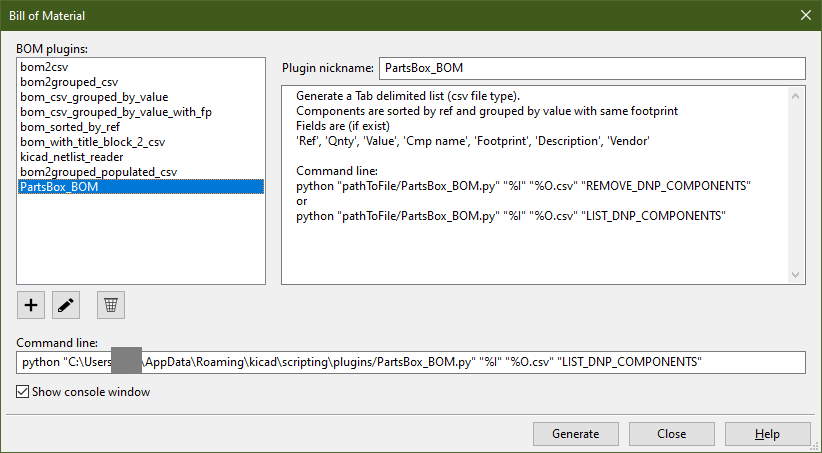 Bill of Material
BOM plugins:
bom2csv
bom2grouped_csv
bom_csv_grouped_by_value
bom_csv_grouped_by_value_with_fp
bom_sorted_by_ref
bom_with_title_block_2_csv
kicad_netlist_reader
bom2grouped_populated_csv
PartsBox_BOM
Plugin nickname: PartsBox_BOM
Generate a Tab delimited list (csv file type).
Components are sorted by ref and grouped by value with same footprint
Fields are (if exist)
'Ref', 'Qnty', 'Value', 'Cmp name', 'Footprint', 'Description', 'Vendor'
Command line:
python "pathToFile/PartsBox_BOM.py" "%I" "%O.csv" "REMOVE_DNP_COMPONENTS"
or
python "pathToFile/PartsBox_BOM.py" "%I" "%O.csv" "LIST_DNP_COMPONENTS"
Command line:
python "C:\Users\AppData\Roaming\kicad\scripting\plugins/PartsBox_BOM.py" "%I" "%O.csv" "LIST_DNP_COMPONENTS"
Show console window
Generate
Close
Help